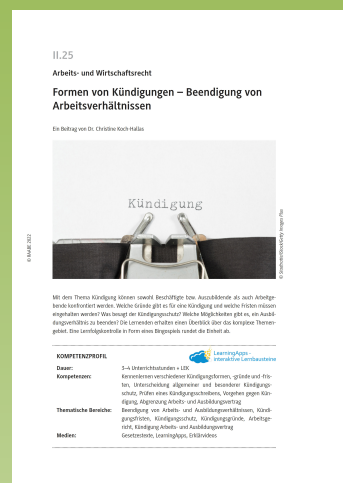 II.25
Arbeits- und Wirtschaftsrecht
Formen von Kündigungen – Beendigung von
Arbeitsverhältnissen
Ein Beitrag von Dr. Christine Koch-Hallas
Kündigung
© RAABE 2022
© Stadtratte/iStock/Getty Images Plus
Mit dem Thema Kündigung können sowohl Beschäftigte bzw. Auszubildende als auch Arbeitge-
bende konfrontiert werden. Welche Gründe gibt es für eine Kündigung und welche Fristen müssen
eingehalten werden? Was besagt der Kündigungsschutz? Welche Möglichkeiten gibt es, ein Ausbil-
dungsverhältnis zu beenden? Die Lernenden erhalten einen Überblick über das komplexe Themen-
gebiet. Eine Lernfolgskontrolle in Form eines Bingospiels rundet die Einheit ab.
KOMPETENZPROFIL
LearningApps –
interaktive Lernbausteine
Dauer: 3–4 Unterrichtsstunden + LEK
Kompetenzen: Kennenlernen verschiedener Kündigungsformen, -gründe und -fris-
ten, Unterscheidung allgemeiner und besonderer Kündigungs-
schutz, Prüfen eines Kündigungsschreibens, Vorgehen gegen Kün-
digung, Abgrenzung Arbeits- und Ausbildungsvertrag
Thematische Bereiche: Beendigung von Arbeits- und Ausbildungsverhältnissen, Kündi-
gungsfristen, Kündigungsschutz, Kündigungsgründe, Arbeitsge-
richt, Kündigung Arbeits- und Ausbildungsvertrag
Medien: Gesetzestexte, LearningApps, Erklärvideos